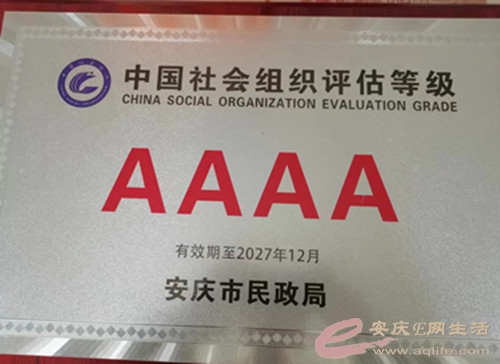 中国社会组织评估等级
CHINA SOCIAL ORGANIZATION EVALUATION GRADE
AAAA
有效期至2027年12月
安庆市民政局
安庆E网生活
www.aqlife.com